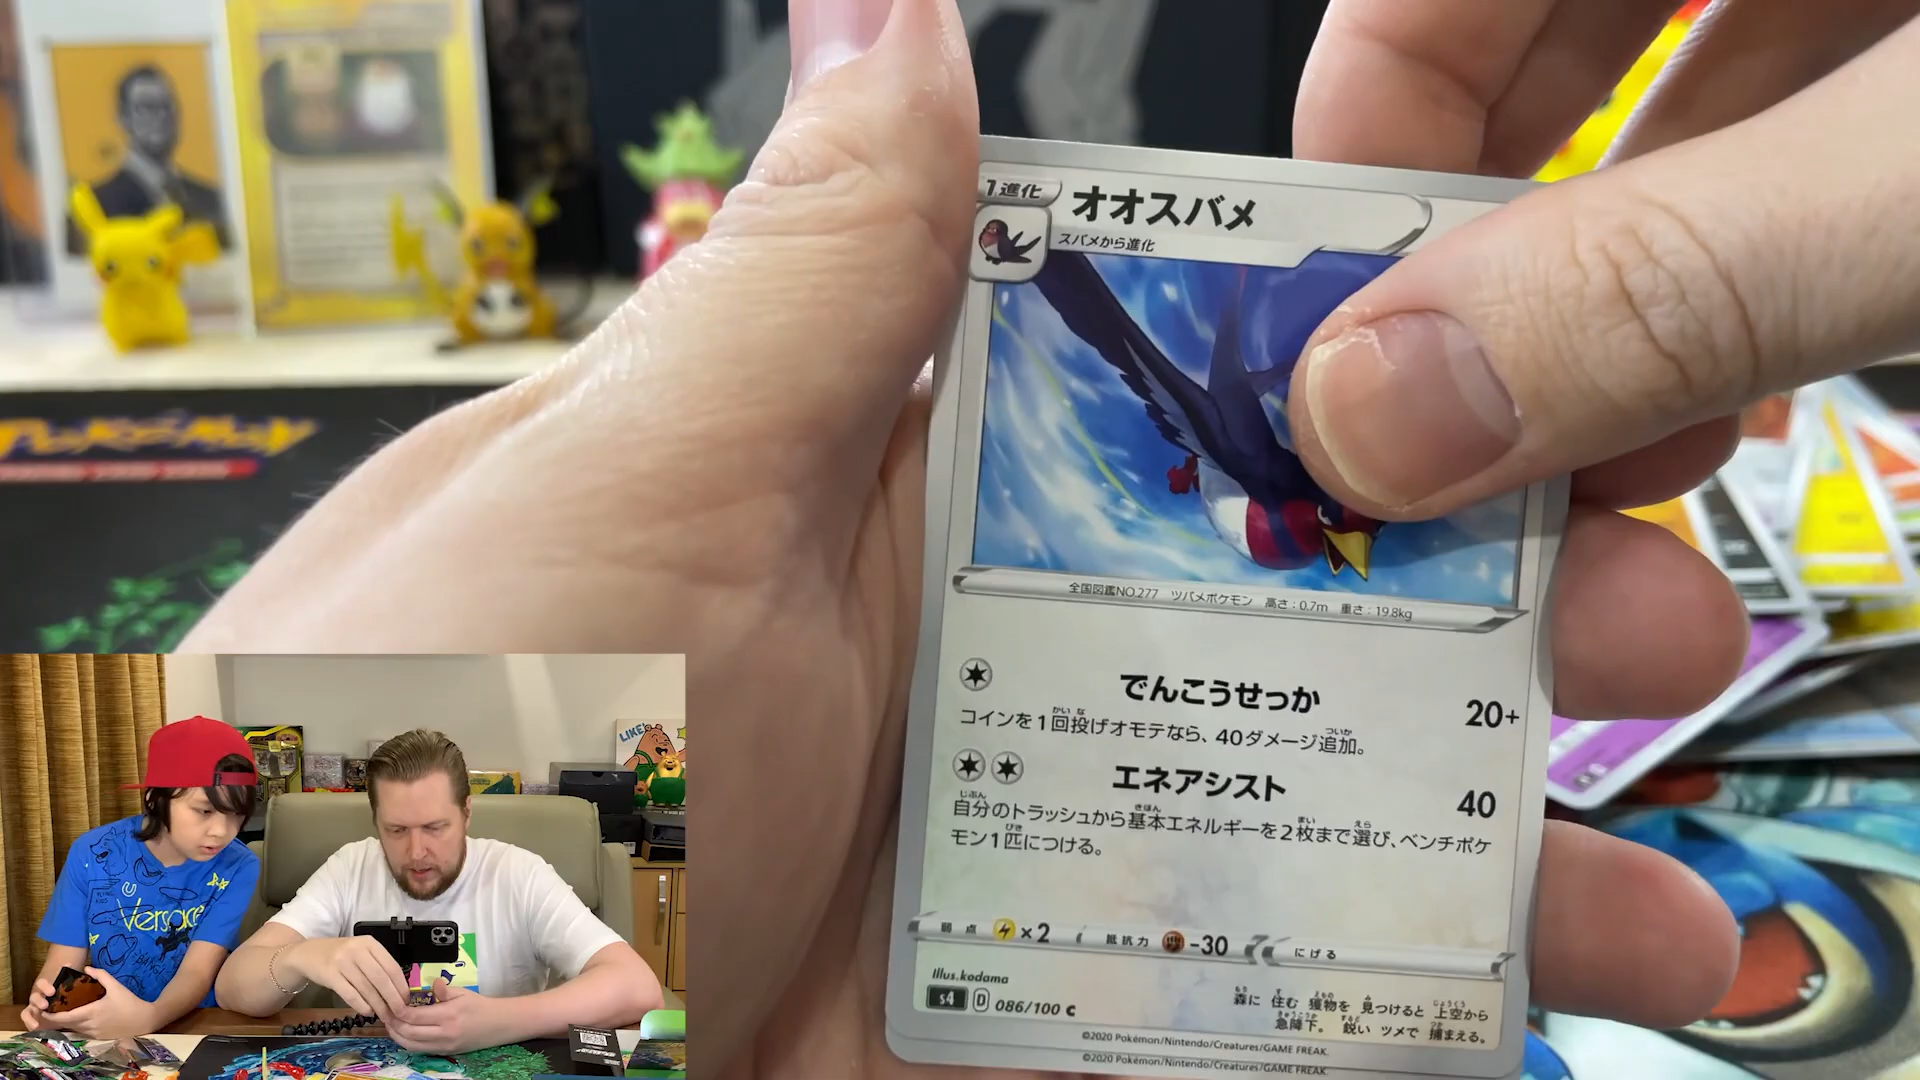 1進化
オオスバメ
スバメから進化
全国図鑑NO.277 ツバメポケモン 高さ:0.7m 重さ:19.8kg
でんこうせっか 20+
コインを1回投げオモテなら、40ダメージ追加。
エネアシスト 40
自分のトラッシュから基本エネルギーを2枚まで選び、ベンチポケ
モン1匹につける。
弱点 ×2 抵抗力 -30 にげる
Illus.kodama
s4 D 086/100 C
森に 住む 獲物を 見つけると 上空から
急降下。 鋭い ツメで 捕まえる。
©2020 Pokémon/Nintendo/Creatures/GAME FREAK.
©2020 Pokémon/Nintendo/Creatures/GAME FREAK.
POKÉMON
LIKE
Versace
BANG!